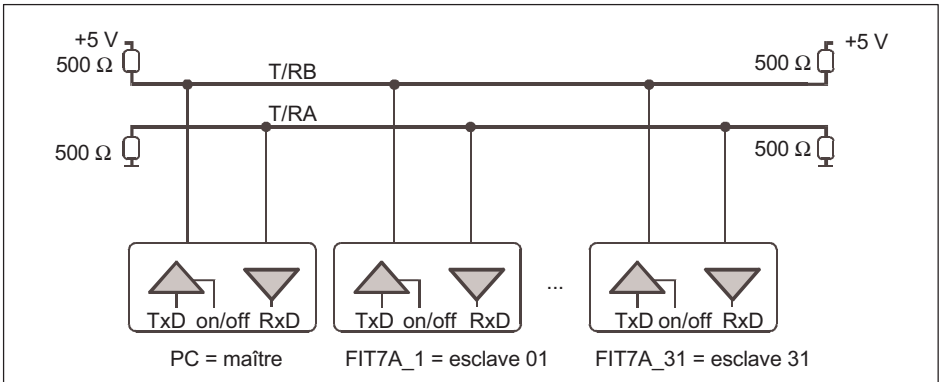 +5 V
500 Ω
T/RB
500 Ω
+5 V
T/RA
500 Ω
500 Ω
TxD on/off RxD
TxD on/off RxD
...
TxD on/off RxD
PC = maître
FIT7A_1 = esclave 01
FIT7A_31 = esclave 31